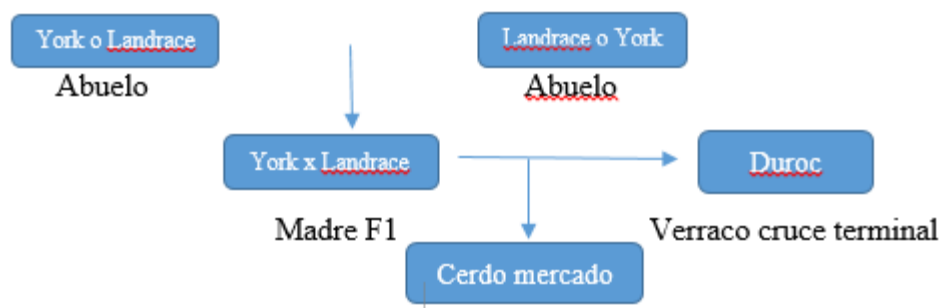 York o Landrace
Landrace o York
Abuelo
Abuelo
York x Landrace
Duroc
Madre F1
Verraco cruce terminal
Cerdo mercado